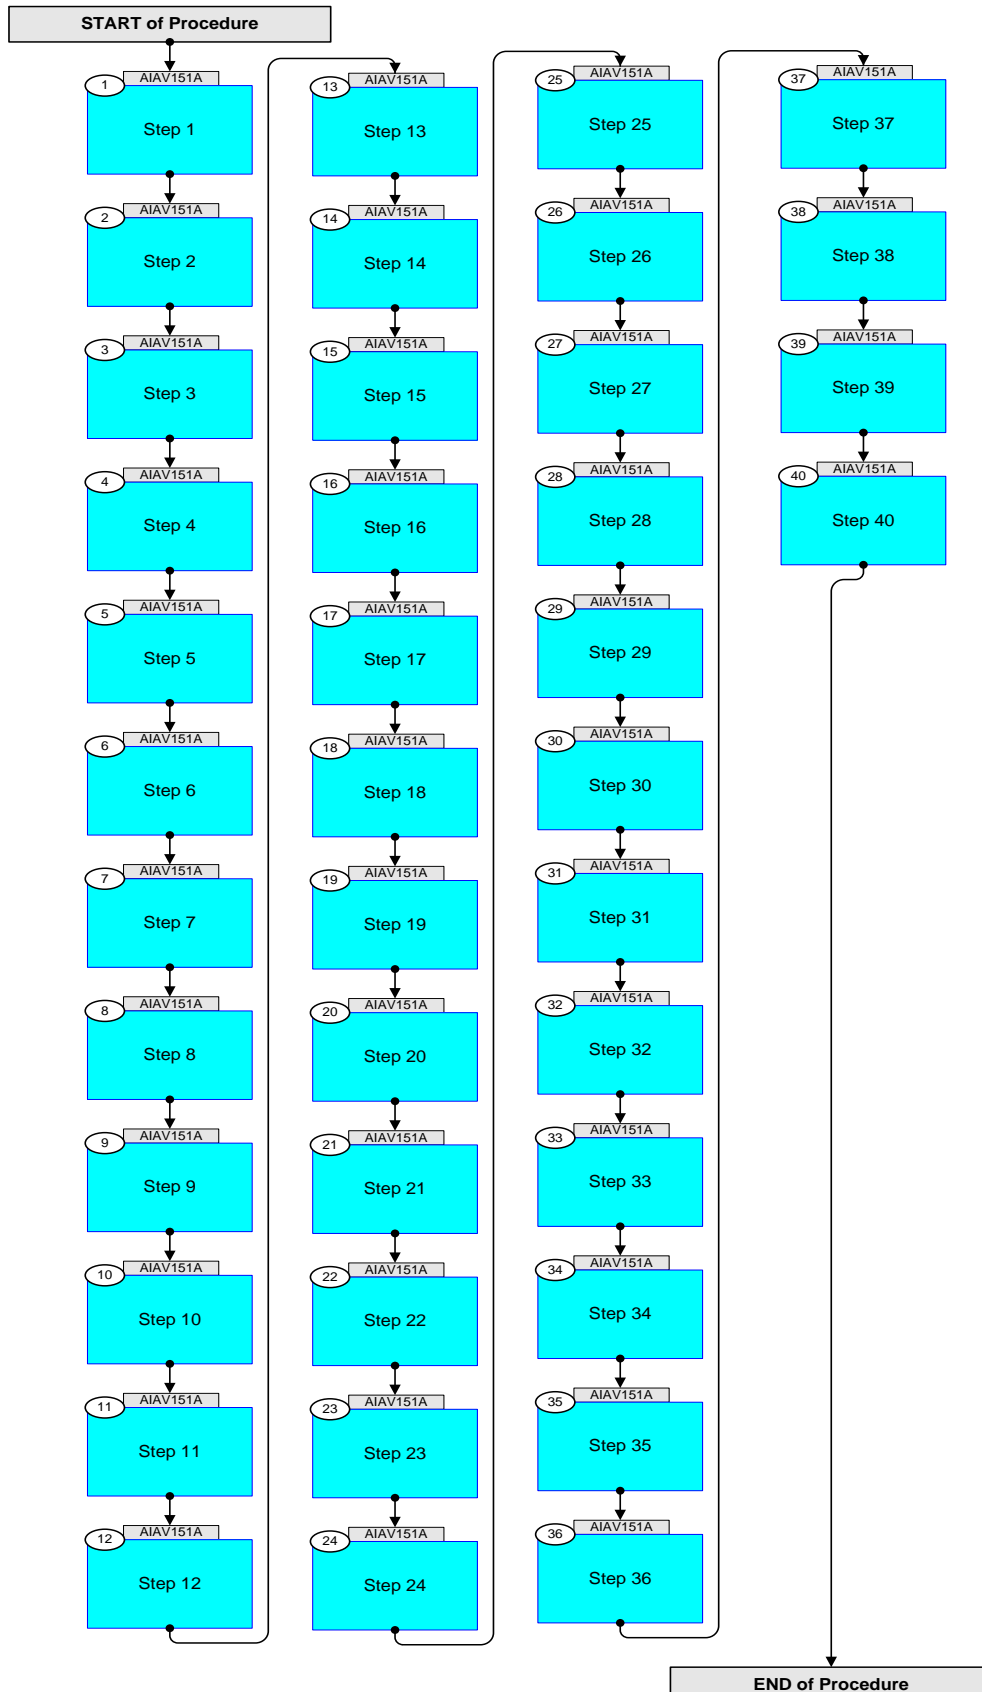 START of Procedure
AIAV151A
1
Step 1
AIAV151A
2
Step 2
AIAV151A
3
Step 3
AIAV151A
4
Step 4
AIAV151A
5
Step 5
AIAV151A
6
Step 6
AIAV151A
7
Step 7
AIAV151A
8
Step 8
AIAV151A
9
Step 9
AIAV151A
10
Step 10
AIAV151A
11
Step 11
AIAV151A
12
Step 12
AIAV151A
13
Step 13
AIAV151A
14
Step 14
AIAV151A
15
Step 15
AIAV151A
16
Step 16
AIAV151A
17
Step 17
AIAV151A
18
Step 18
AIAV151A
19
Step 19
AIAV151A
20
Step 20
AIAV151A
21
Step 21
AIAV151A
22
Step 22
AIAV151A
23
Step 23
AIAV151A
24
Step 24
AIAV151A
25
Step 25
AIAV151A
26
Step 26
AIAV151A
27
Step 27
AIAV151A
28
Step 28
AIAV151A
29
Step 29
AIAV151A
30
Step 30
AIAV151A
31
Step 31
AIAV151A
32
Step 32
AIAV151A
33
Step 33
AIAV151A
34
Step 34
AIAV151A
35
Step 35
AIAV151A
36
Step 36
AIAV151A
37
Step 37
AIAV151A
38
Step 38
AIAV151A
39
Step 39
AIAV151A
40
Step 40
END of Procedure